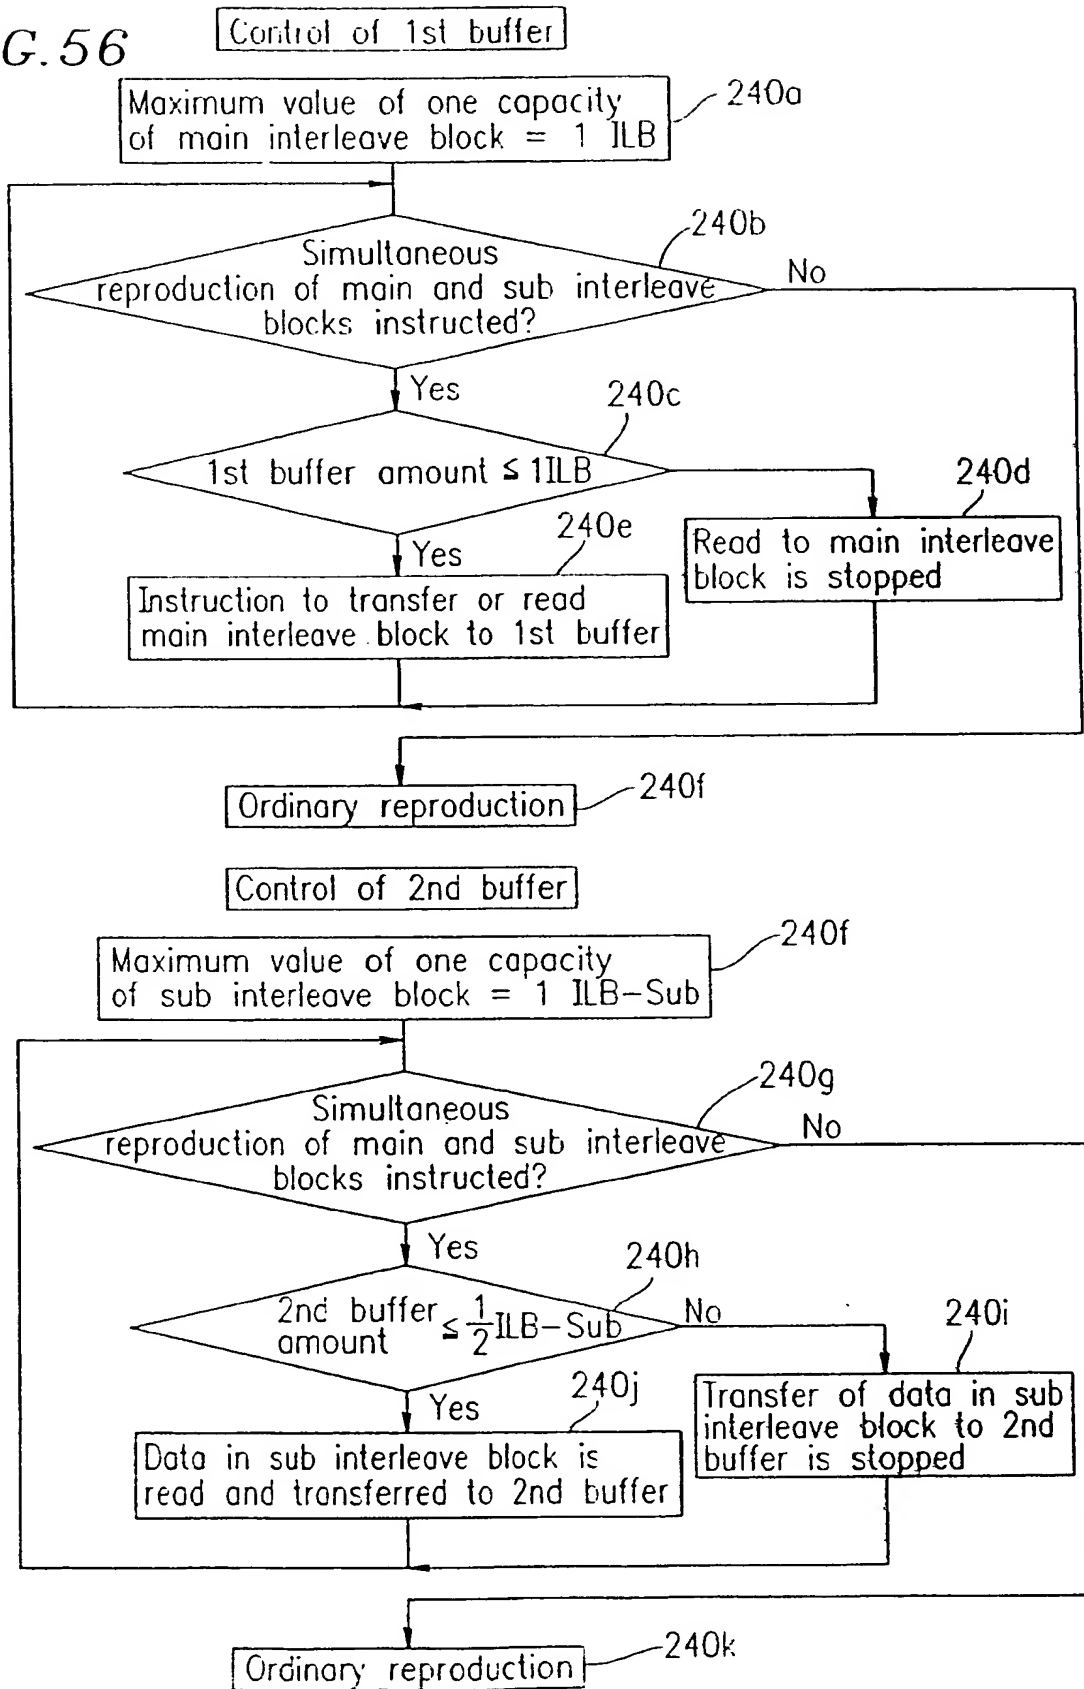 G.56
Control of 1st buffer
Maximum value of one capacity
of main interleave block = 1 ILB
240a
240b
Simultaneous
reproduction of main and sub interleave
blocks instructed?
No
Yes
240c
1st buffer amount ≤ 1ILB
240d
Read to main interleave
block is stopped
240e
Yes
Instruction to transfer or read
main interleave block to 1st buffer
Ordinary reproduction
240f
Control of 2nd buffer
240f
Maximum value of one capacity
of sub interleave block = 1 ILB-Sub
240g
Simultaneous
reproduction of main and sub interleave
blocks instructed?
No
Yes
240h
2nd buffer
amount ≤ 1/2 ILB-Sub
No
240i
Transfer of data in sub
interleave block to 2nd
buffer is stopped
240j
Yes
Data in sub interleave block is
read and transferred to 2nd buffer
Ordinary reproduction
240k